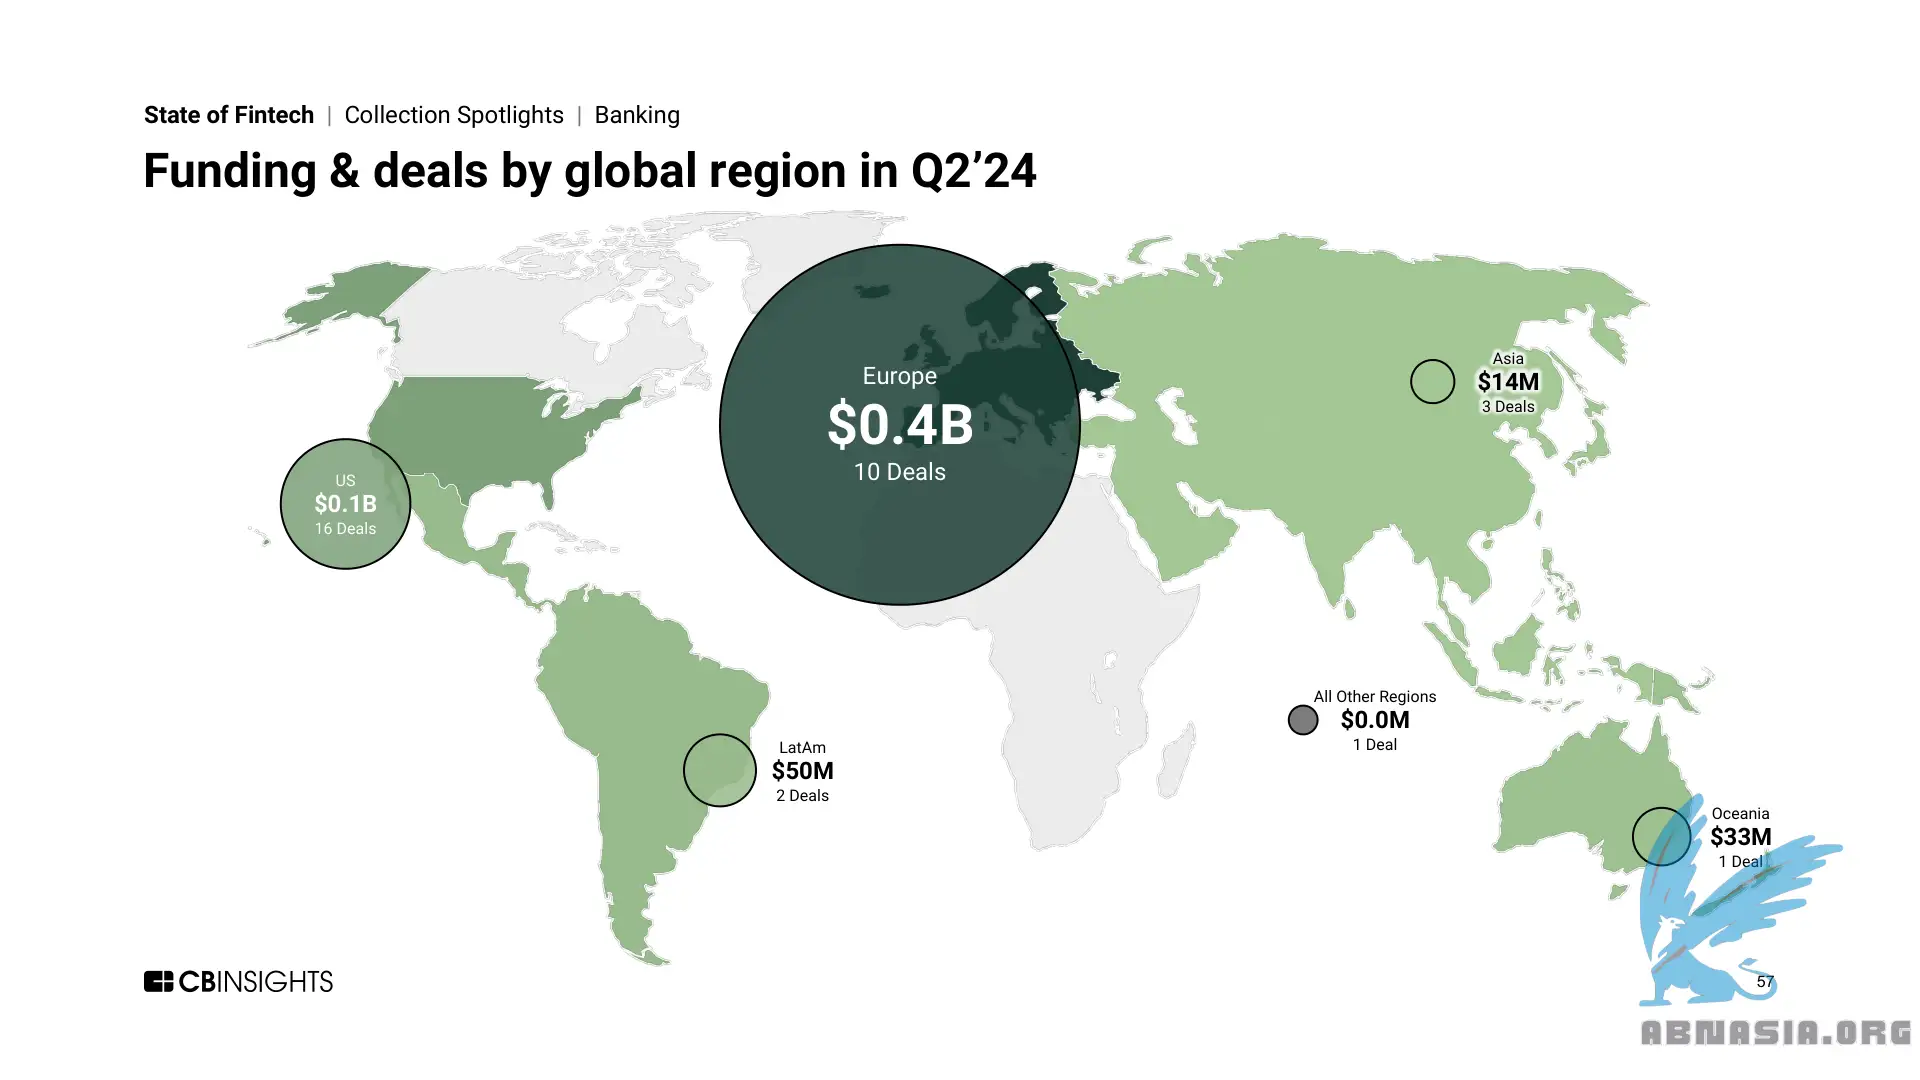 State of Fintech | Collection Spotlights | Banking
Funding & deals by global region in Q2’24
Europe
$0.4B
10 Deals
Asia
$14M
3 Deals
US
$0.1B
16 Deals
All Other Regions
$0.0M
1 Deal
LatAm
$50M
2 Deals
Oceania
$33M
1 Deal
CBINSIGHTS
57
ABNASIA.ORG